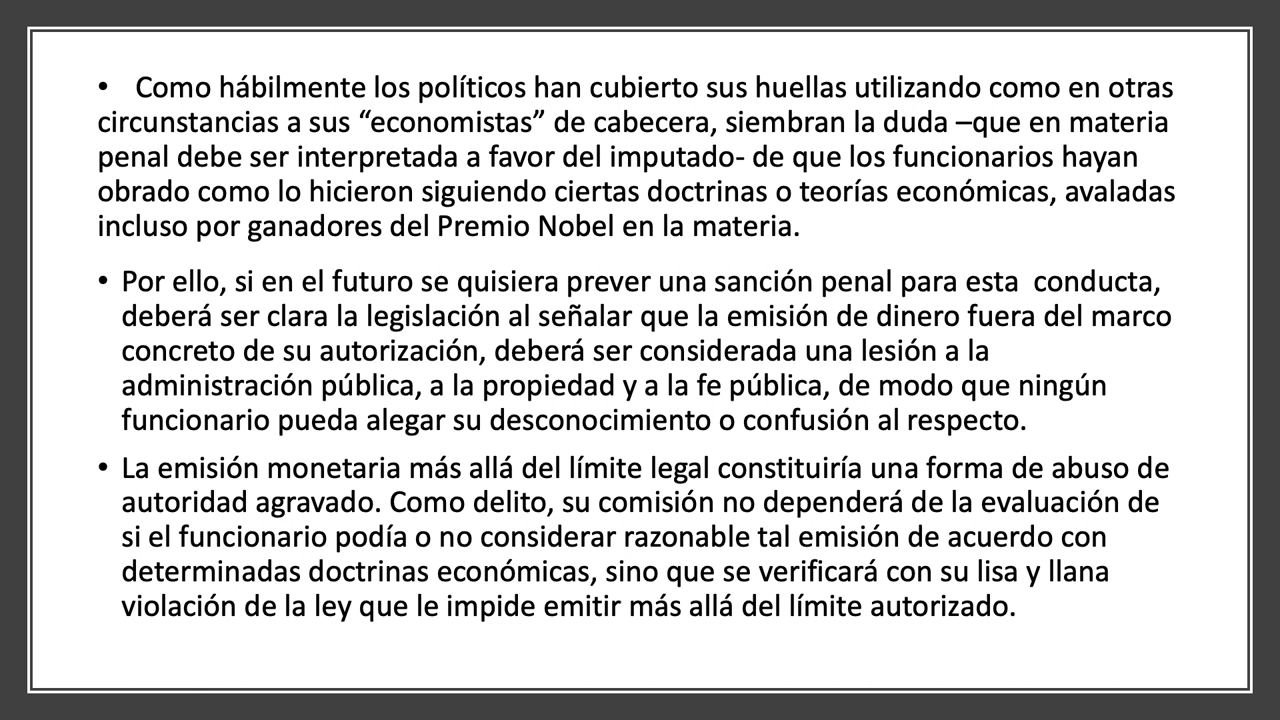 • Como hábilmente los políticos han cubierto sus huellas utilizando como en otras
circunstancias a sus “economistas” de cabecera, siembran la duda –que en materia
penal debe ser interpretada a favor del imputado- de que los funcionarios hayan
obrado como lo hicieron siguiendo ciertas doctrinas o teorías económicas, avaladas
incluso por ganadores del Premio Nobel en la materia.
• Por ello, si en el futuro se quisiera prever una sanción penal para esta  conducta,
deberá ser clara la legislación al señalar que la emisión de dinero fuera del marco
concreto de su autorización, deberá ser considerada una lesión a la
administración pública, a la propiedad y a la fe pública, de modo que ningún
funcionario pueda alegar su desconocimiento o confusión al respecto.
• La emisión monetaria más allá del límite legal constituiría una forma de abuso de
autoridad agravado. Como delito, su comisión no dependerá de la evaluación de
si el funcionario podía o no considerar razonable tal emisión de acuerdo con
determinadas doctrinas económicas, sino que se verificará con su lisa y llana
violación de la ley que le impide emitir más allá del límite autorizado.